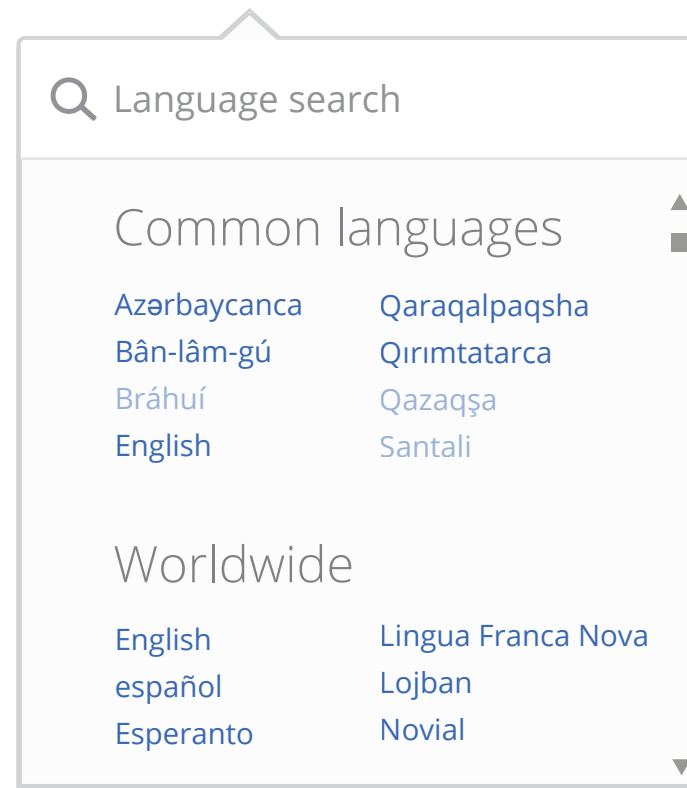 Language search
Common languages
Azərbaycanca
Bân-lâm-gú
Bráhuí
English
Qaraqalpaqsha
Qırımtatarca
Qazaqşa
Santali
Worldwide
English
español
Esperanto
Lingua Franca Nova
Lojban
Novial